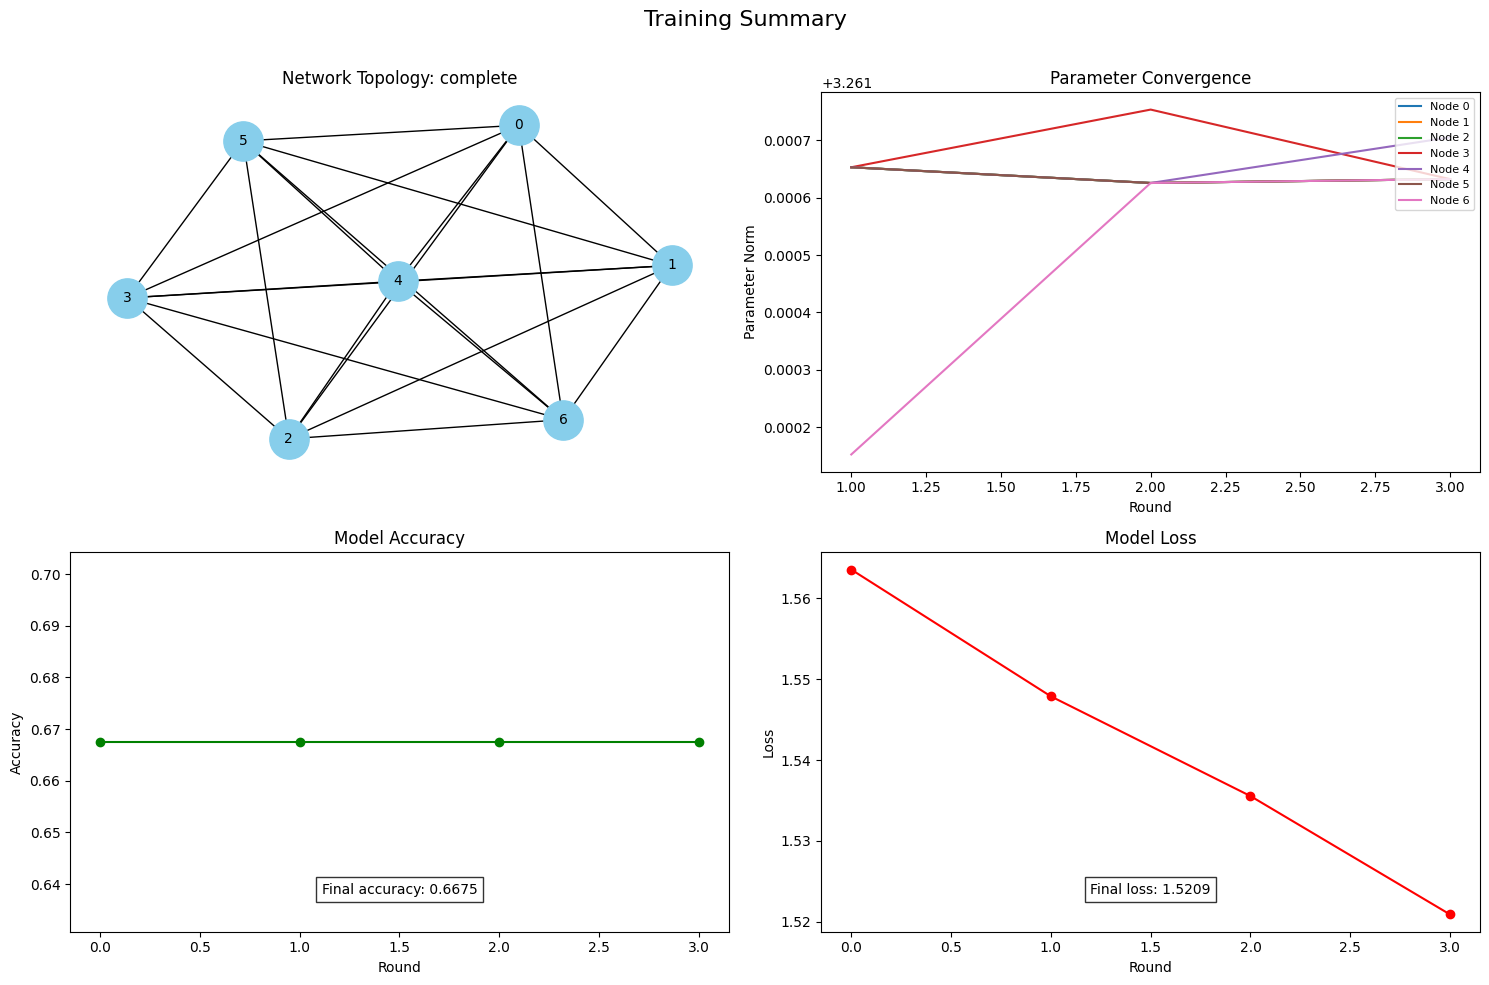 Training Summary
Network Topology: complete
0
5
1
4
3
6
2
Parameter Convergence
+3.261
Node 0
Node 1
Node 2
Node 3
Node 4
Node 5
Node 6
0.0007
0.0006
0.0005
0.0004
0.0003
0.0002
Parameter Norm
1.00 1.25 1.50 1.75 2.00 2.25 2.50 2.75 3.00
Round
Model Accuracy
0.70
0.69
0.68
0.67
0.66
0.65
0.64
Accuracy
Final accuracy: 0.6675
0.0 0.5 1.0 1.5 2.0 2.5 3.0
Round
Model Loss
1.56
1.55
1.54
1.53
1.52
Loss
Final loss: 1.5209
0.0 0.5 1.0 1.5 2.0 2.5 3.0
Round